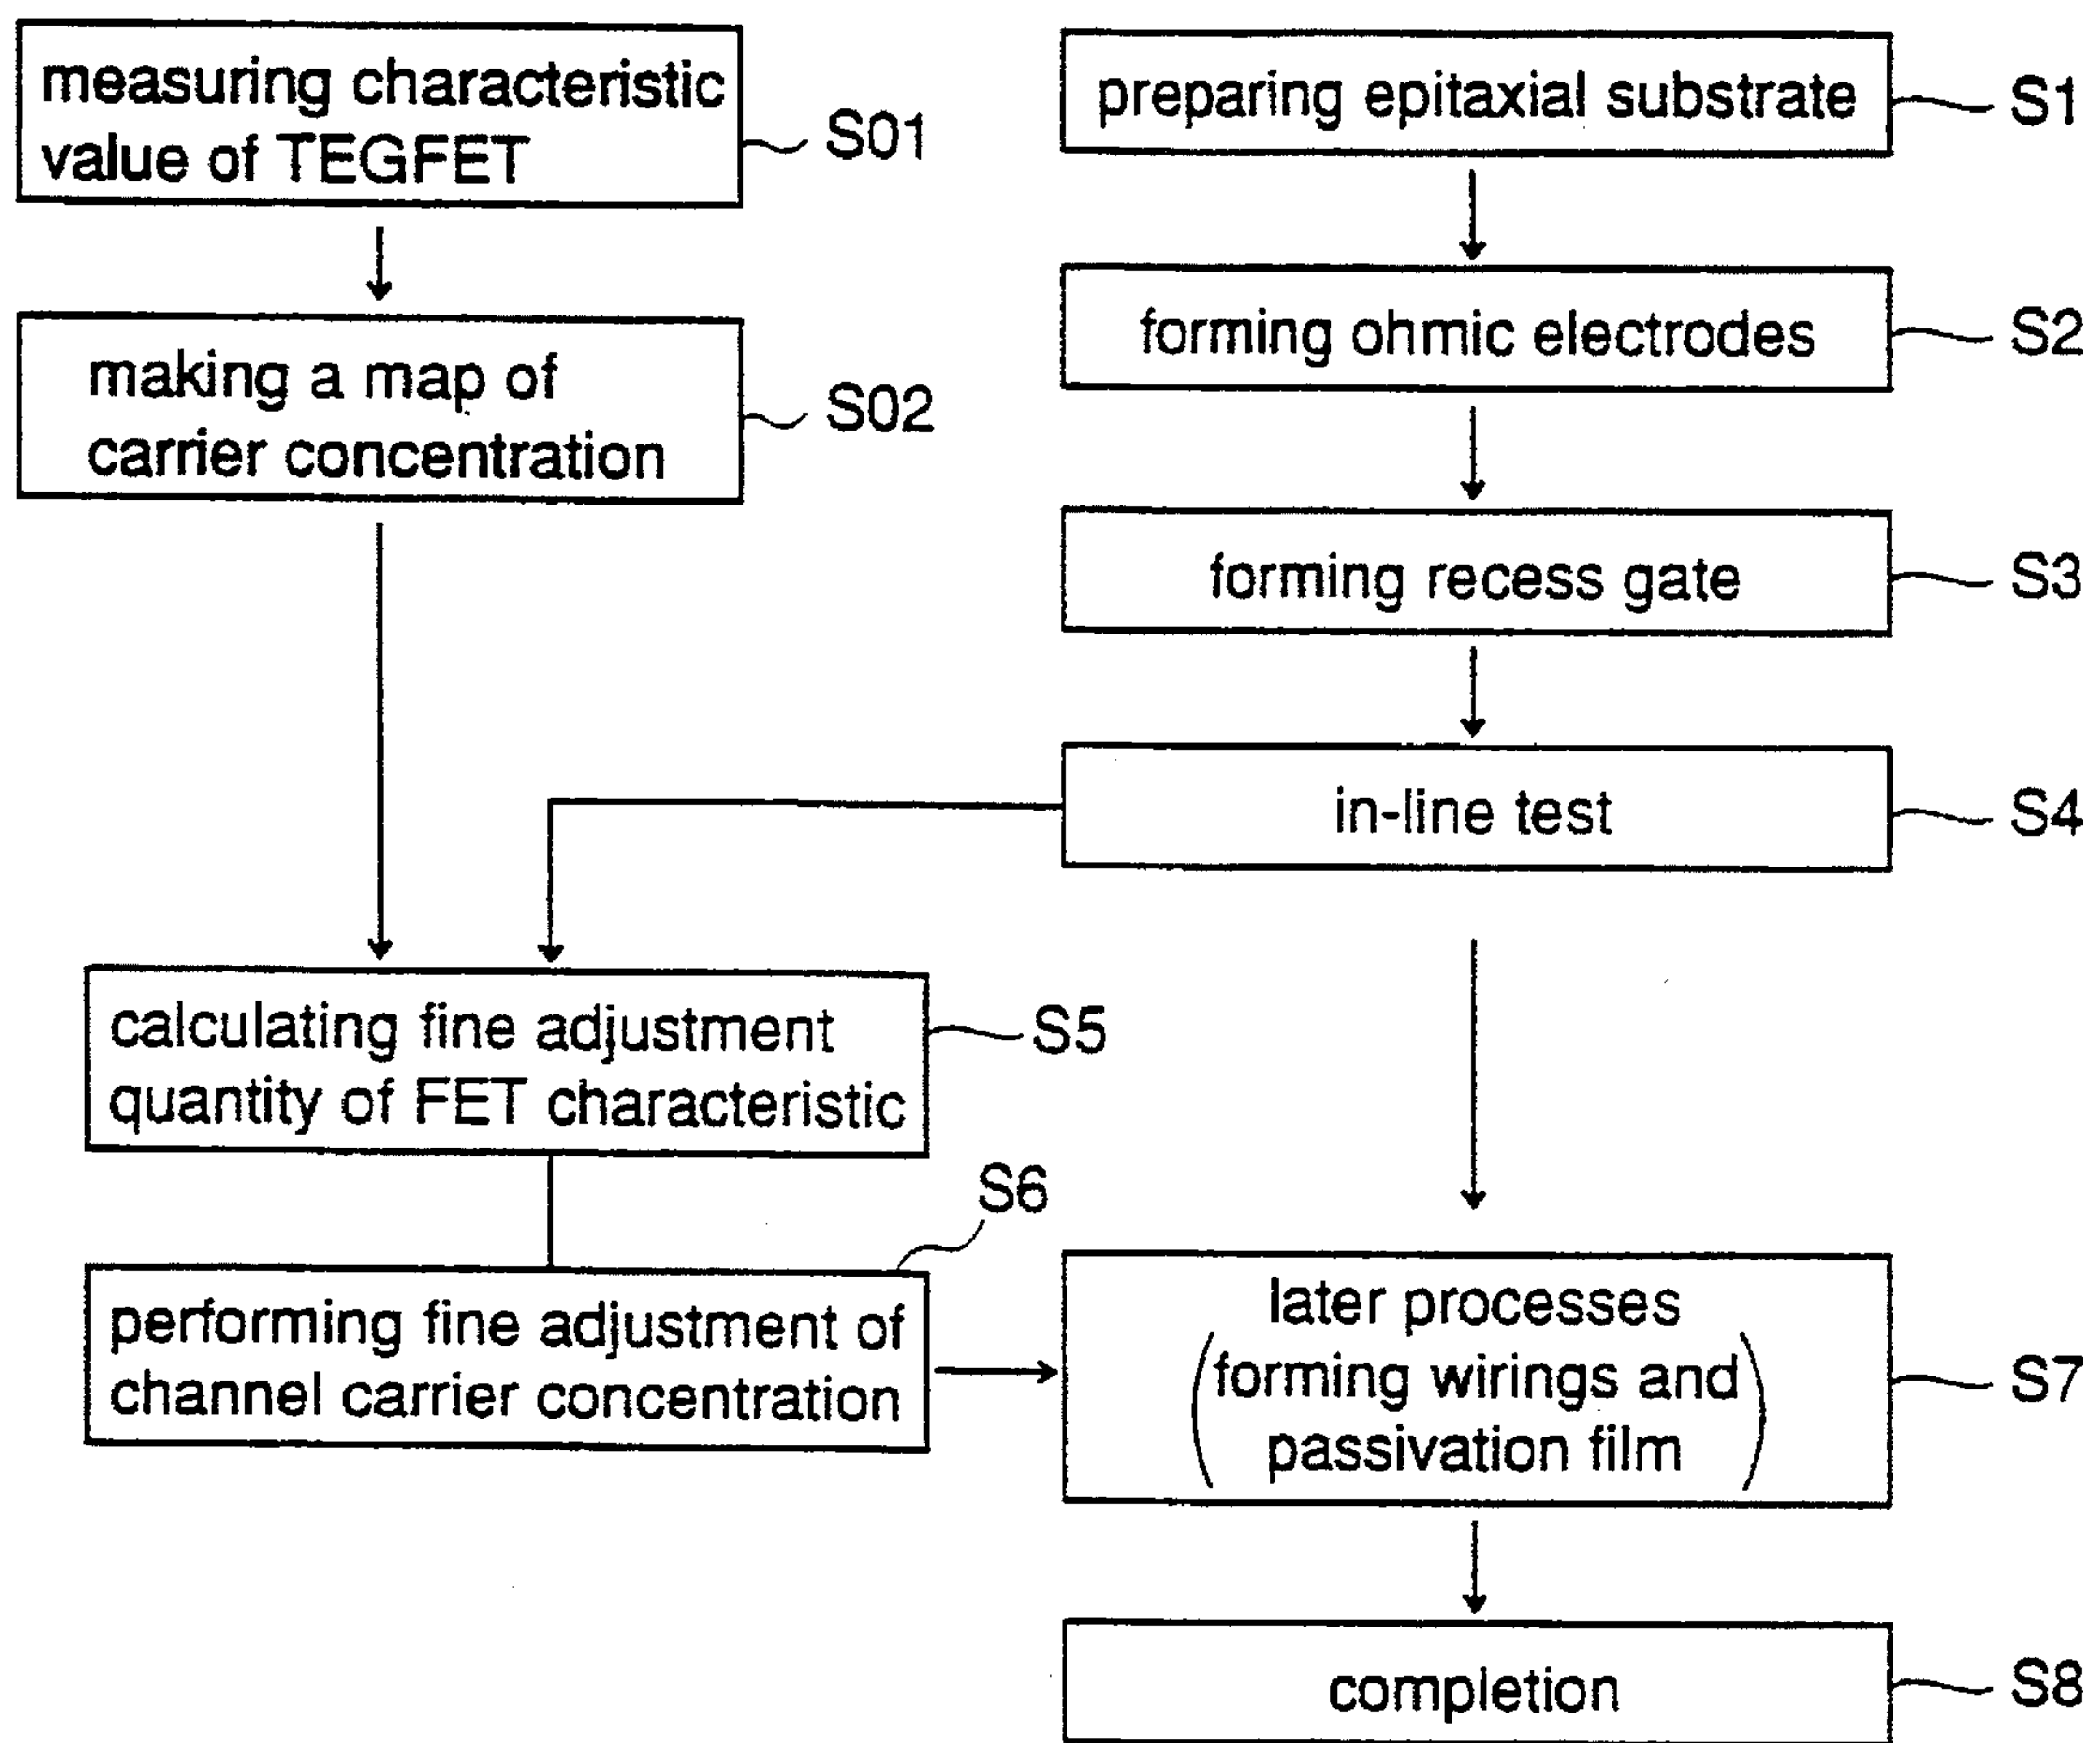 measuring characteristic
value of TEGFET
S01
making a map of
carrier concentration
S02
preparing epitaxial substrate
S1
forming ohmic electrodes
S2
forming recess gate
S3
in-line test
S4
calculating fine adjustment
quantity of FET characteristic
S5
performing fine adjustment of
channel carrier concentration
S6
later processes
(forming wirings and
passivation film)
S7
completion
S8